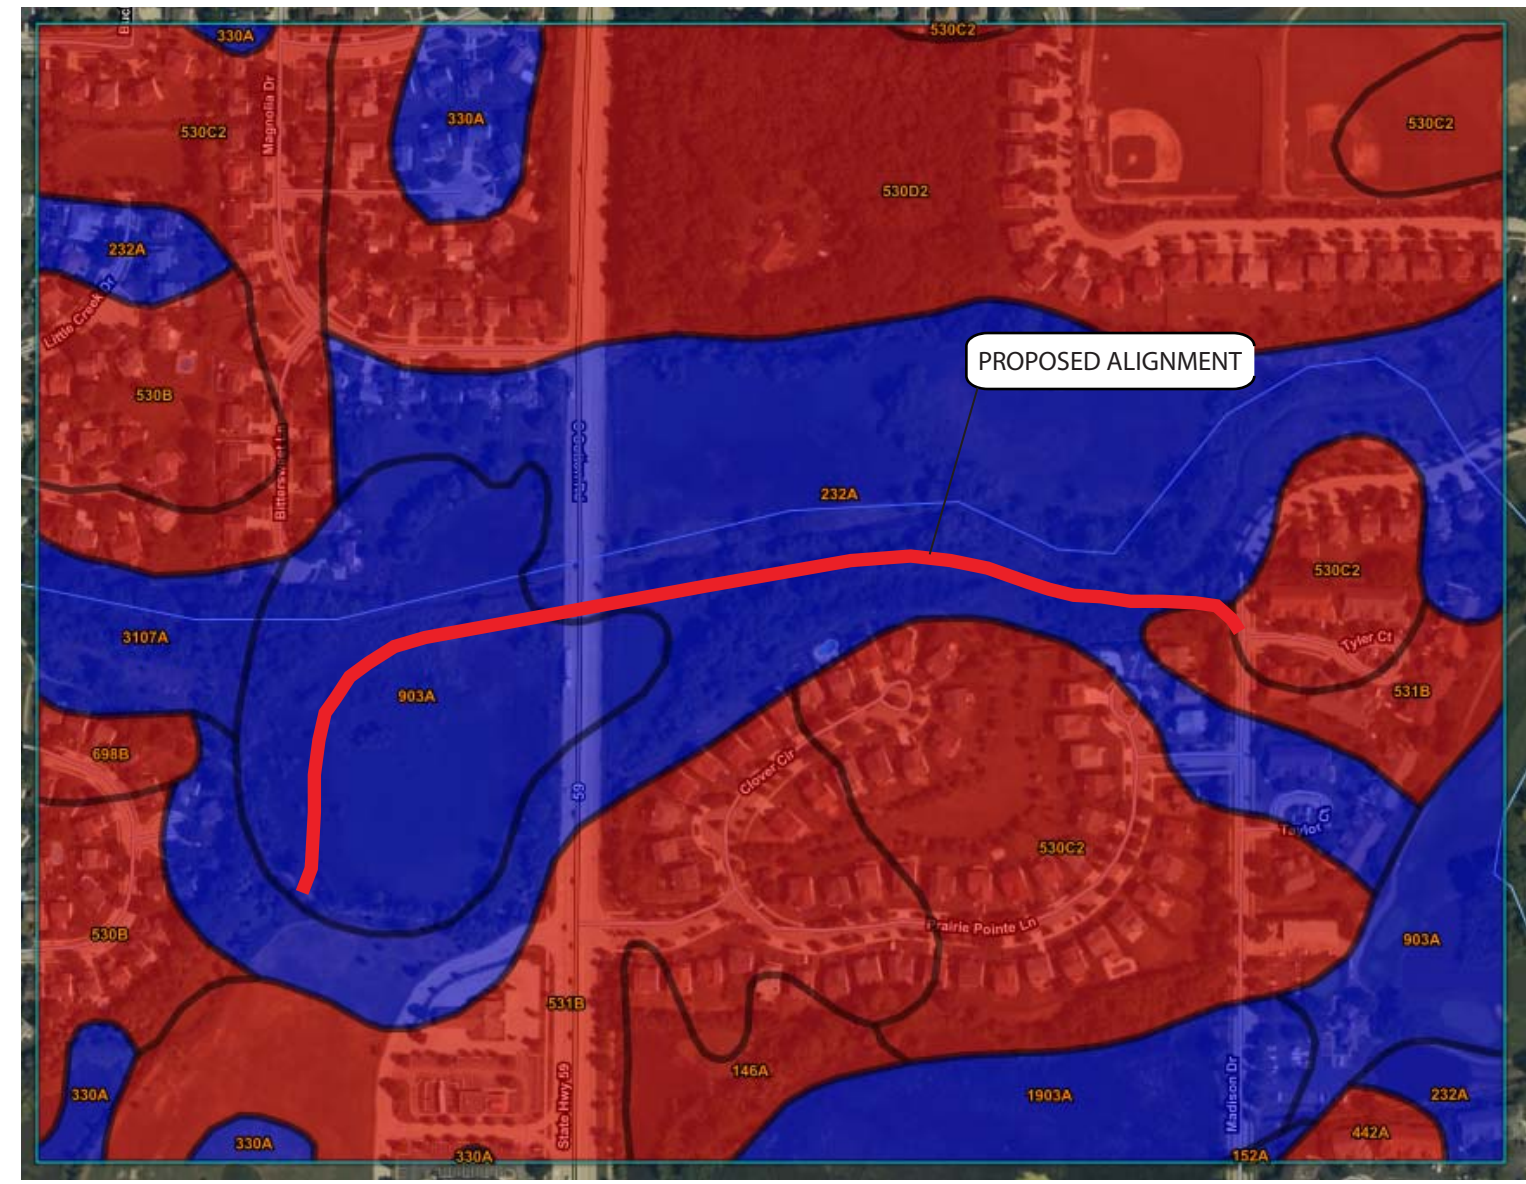 330A
530C2
Magnolia Dr
530C2
330A
530C2
530D2
232A
Little Creek Dr
PROPOSED ALIGNMENT
530B
Bittersweet Ln
232A
530C2
3107A
Tyler Ct
903A
531B
698B
Clover Cir
59
Taylor
530C2
Prairie Pointe Ln
530B
903A
531B
146A
State Hwy 59
330A
1903A
Madison Dr
232A
442A
330A
330A
152A